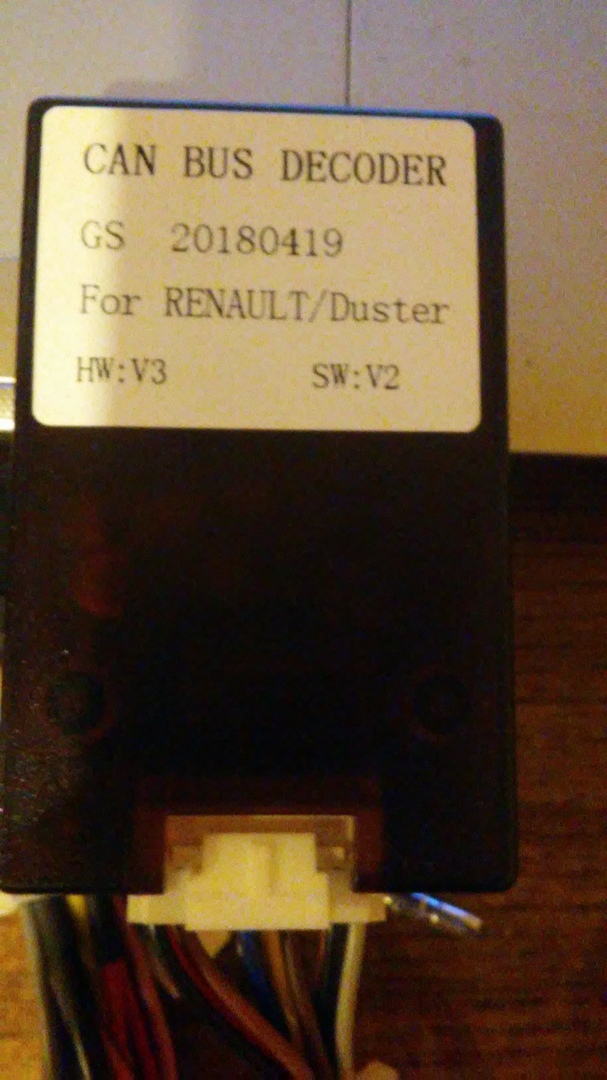 CAN BUS DECODER
GS 20180419
For RENAULT/Duster
HW:V3 SW:V2